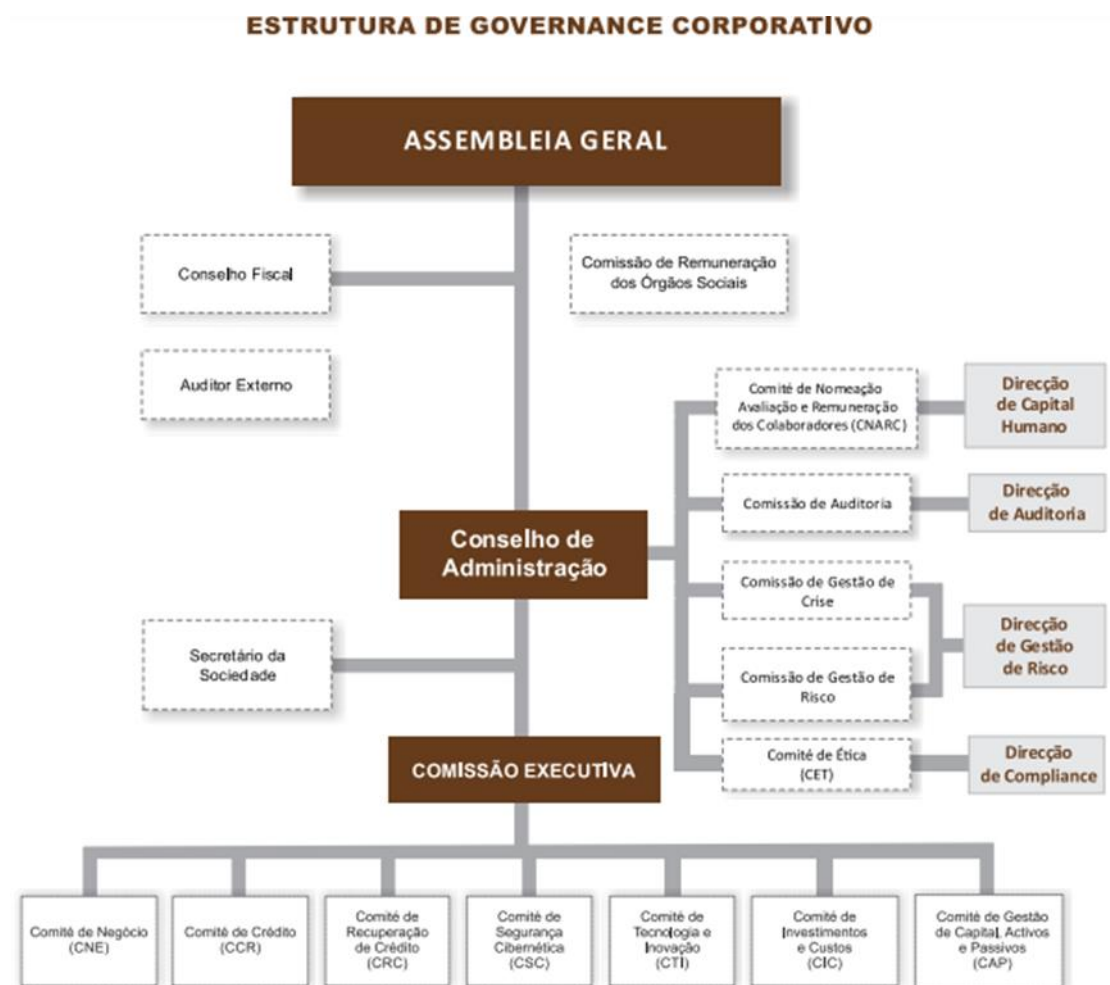 ESTRUTURA DE GOVERNANCE CORPORATIVO
ASSEMBLEIA GERAL
Conselho Fiscal
Comissão de Remuneração
dos Órgãos Sociais
Auditor Externo
Comité de Nomeação
Avaliação e Remuneração
dos Colaboradores (CNARC)
Direcção
de Capital
Humano
Comissão de Auditoria
Direcção
de Auditoria
Conselho de
Administração
Comissão de Gestão de
Crise
Direcção
de Gestão
de Risco
Secretário da
Sociedade
Comissão de Gestão de
Risco
COMISSÃO EXECUTIVA
Comité de Ética
(CET)
Direcção
de Compliance
Comité de Negócio
(CNE)
Comité de Crédito
(CCR)
Comité de
Recuperação
de Crédito
(CRC)
Comité de
Segurança
Cibernética
(CSC)
Comité de
Tecnologia e
Inovação
(CTI)
Comité de
Investimentos
e Custos
(CIC)
Comité de Gestão
de Capital, Activos
e Passivos
(CAP)